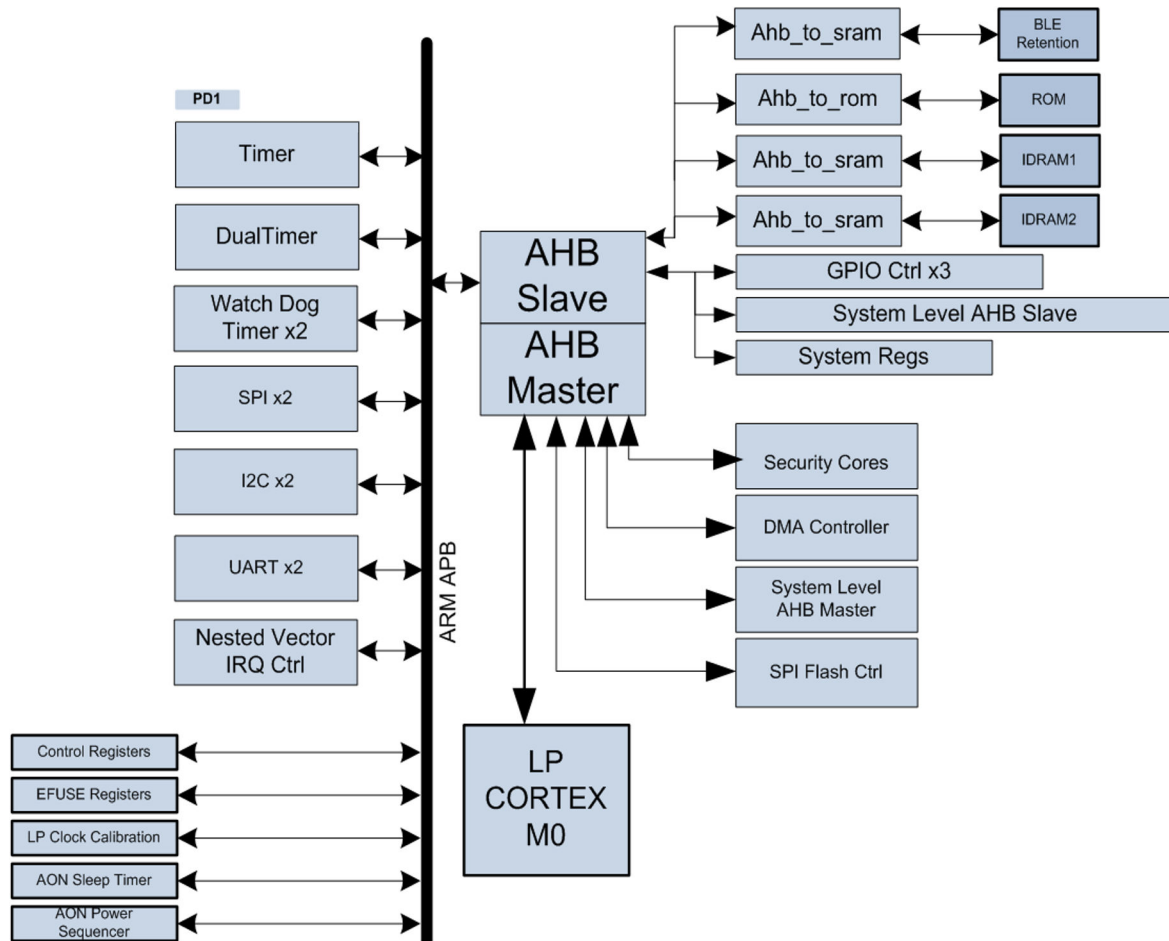 PD1
Timer
DualTimer
Watch Dog
Timer x2
SPI x2
I2C x2
UART x2
Nested Vector
IRQ Ctrl
Control Registers
EFUSE Registers
LP Clock Calibration
AON Sleep Timer
AON Power
Sequencer
ARM APB
AHB
Slave
AHB
Master
LP
CORTEX
M0
Ahb_to_sram
BLE
Retention
Ahb_to_rom
ROM
Ahb_to_sram
IDRAM1
Ahb_to_sram
IDRAM2
GPIO Ctrl x3
System Level AHB Slave
System Regs
Security Cores
DMA Controller
System Level
AHB Master
SPI Flash Ctrl